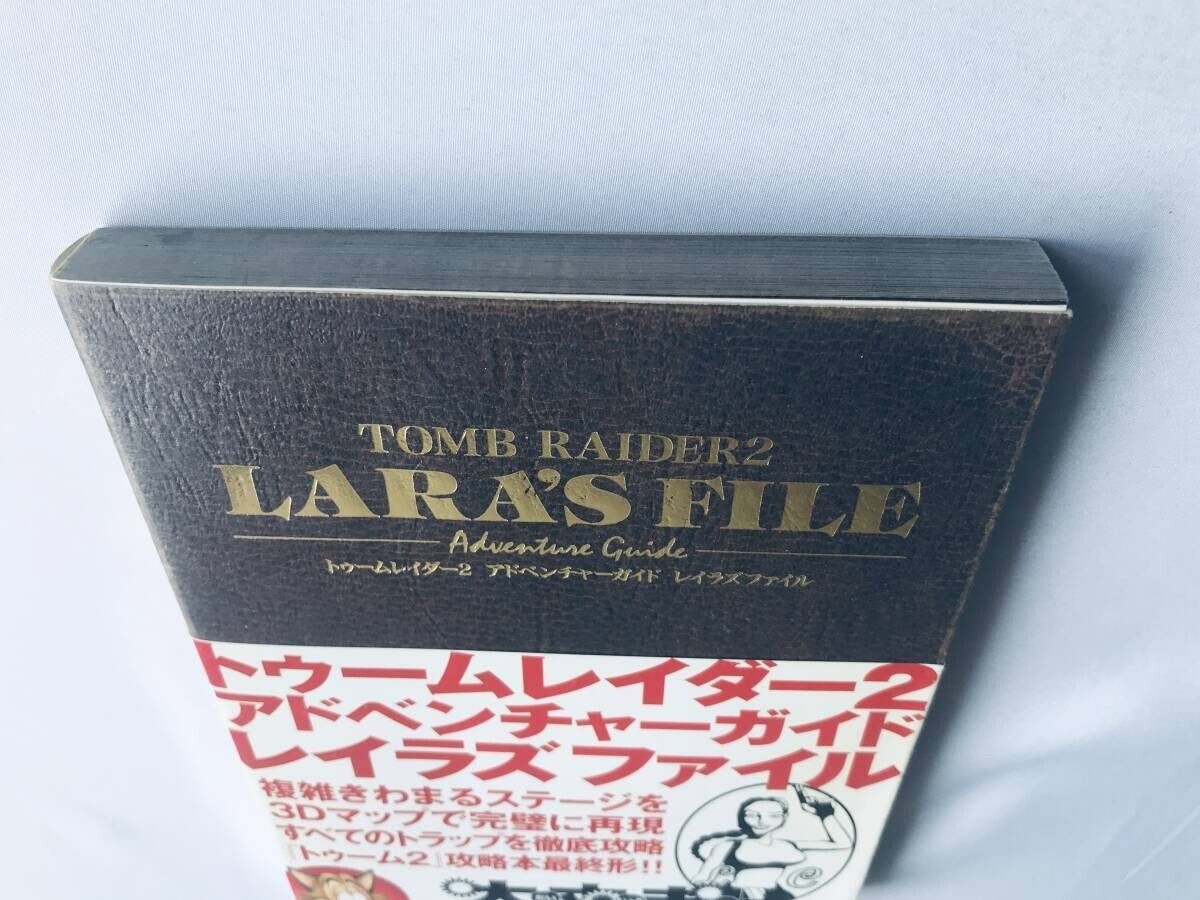 TOMB RAIDER2
LARA'S FILE
Adventure Guide
トゥームレイダー2 アドベンチャーガイド レイラズファイル
トゥームレイダー2
アドベンチャーガイド
レイラズファイル
複雑きわまるステージを
3Dマップで完璧に再現
すべてのトラップを徹底攻略
『トゥーム2』攻略本最終形!!